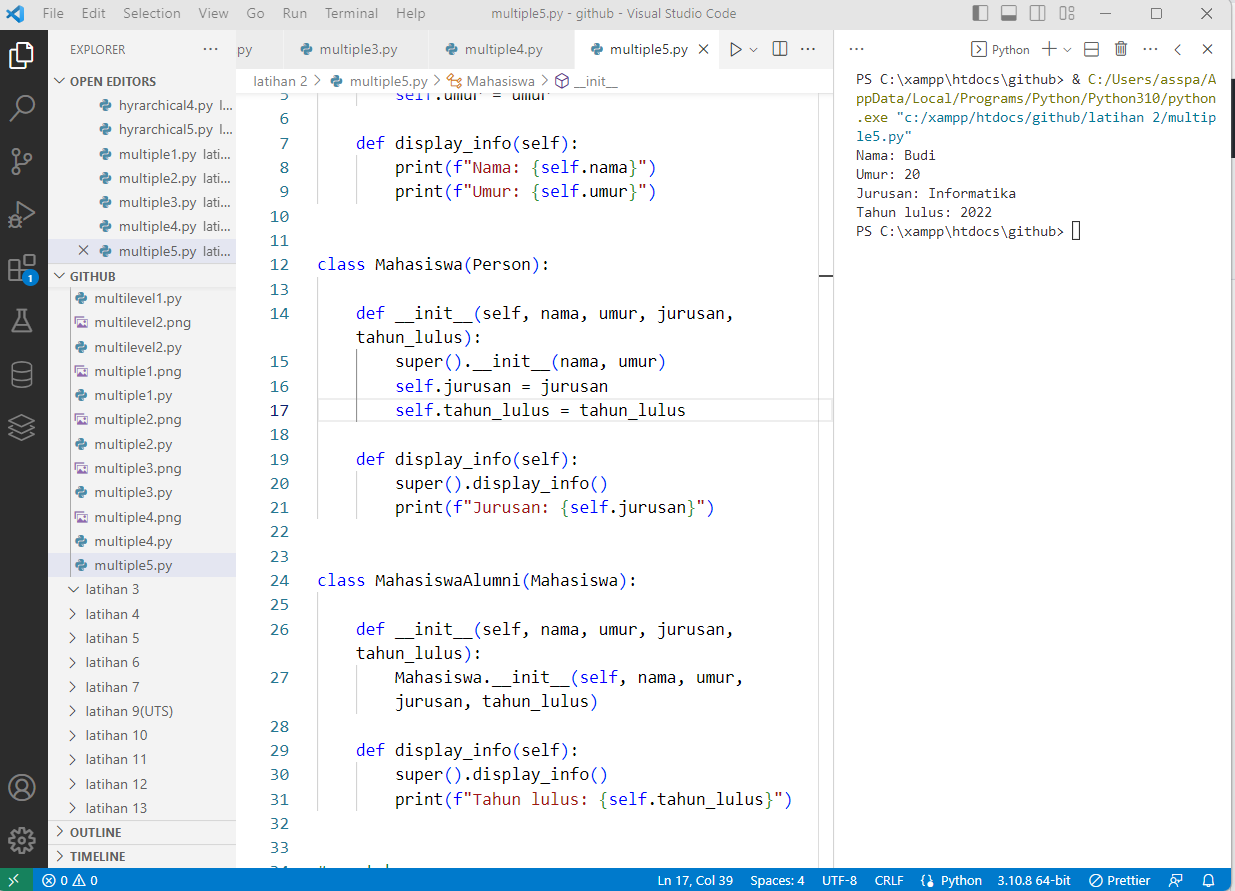 File Edit Selection View Go Run Terminal Help multiple5.py - github - Visual Studio Code
EXPLORER
OPEN EDITORS
hyrarchical4.py l...
hyrarchical5.py l...
multiple1.py lati...
multiple2.py lati...
multiple3.py lati...
multiple4.py lati...
multiple5.py lati...
GITHUB
multilevel1.py
multilevel2.png
multilevel2.py
multiple1.png
multiple1.py
multiple2.png
multiple2.py
multiple3.png
multiple3.py
multiple4.png
multiple4.py
multiple5.py
latihan 3
latihan 4
latihan 5
latihan 6
latihan 7
latihan 9(UTS)
latihan 10
latihan 11
latihan 12
latihan 13
OUTLINE
TIMELINE
1
py multiple3.py multiple4.py multiple5.py
latihan 2 > multiple5.py > Mahasiswa > __init__
5 self.umur = umur
6
7 def display_info(self):
8 print(f"Nama: {self.nama}")
9 print(f"Umur: {self.umur}")
10
11
12 class Mahasiswa(Person):
13
14 def __init__(self, nama, umur, jurusan,
tahun_lulus):
15 super().__init__(nama, umur)
16 self.jurusan = jurusan
17 self.tahun_lulus = tahun_lulus
18
19 def display_info(self):
20 super().display_info()
21 print(f"Jurusan: {self.jurusan}")
22
23
24 class MahasiswaAlumni(Mahasiswa):
25
26 def __init__(self, nama, umur, jurusan,
tahun_lulus):
27 Mahasiswa.__init__(self, nama, umur,
jurusan, tahun_lulus)
28
29 def display_info(self):
30 super().display_info()
31 print(f"Tahun lulus: {self.tahun_lulus}")
32
33
Python
PS C:\xampp\htdocs\github> & C:/Users/asspa/A
ppData/Local/Programs/Python/Python310/python
.exe "c:/xampp/htdocs/github/latihan 2/multip
le5.py"
Nama: Budi
Umur: 20
Jurusan: Informatika
Tahun lulus: 2022
PS C:\xampp\htdocs\github>
0 0 Ln 17, Col 39 Spaces: 4 UTF-8 CRLF Python 3.10.8 64-bit Prettier